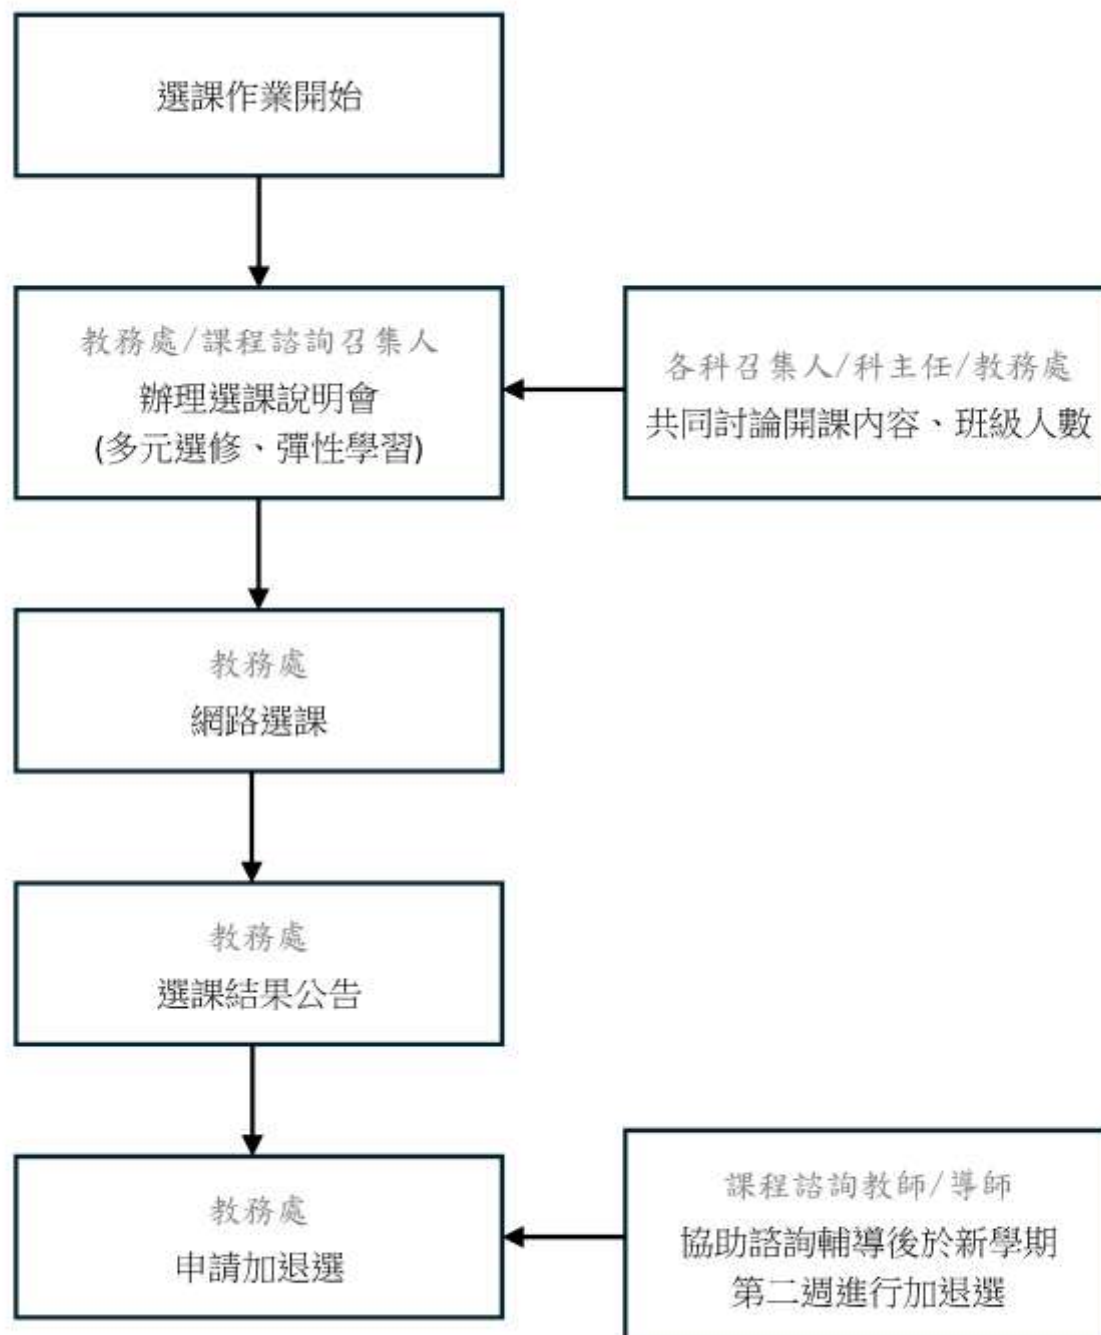 選課作業開始
教務處/課程諮詢召集人
辦理選課說明會
(多元選修、彈性學習)
各科召集人/科主任/教務處
共同討論開課內容、班級人數
教務處
網路選課
教務處
選課結果公告
教務處
申請加退選
課程諮詢教師/導師
協助諮詢輔導後於新學期
第二週進行加退選